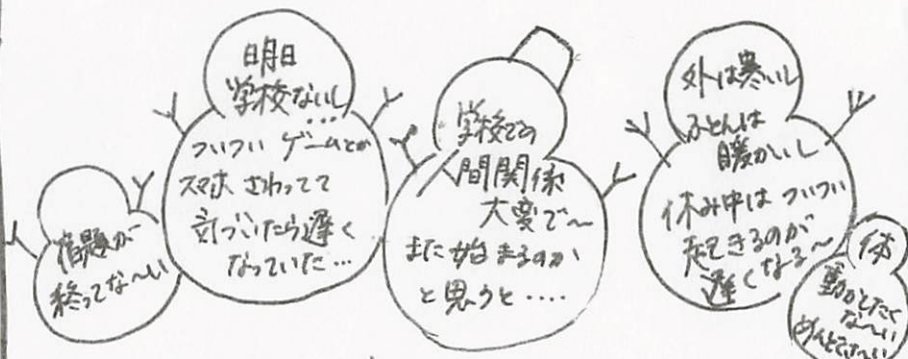 宿題が
終ってな〜い
明日
学校ないし
…
ついつい ゲームとか
スマホ さわってて
気づいたら遅く
なっていた…
学校での
人間関係
大変で〜
また始まるのか
と思うと‥‥
外は寒いし
ふとんは
暖かいし
休み中は ついつい
起きるのが
遅くなる〜
体
動かしたく
な〜い
めんどくさ〜い